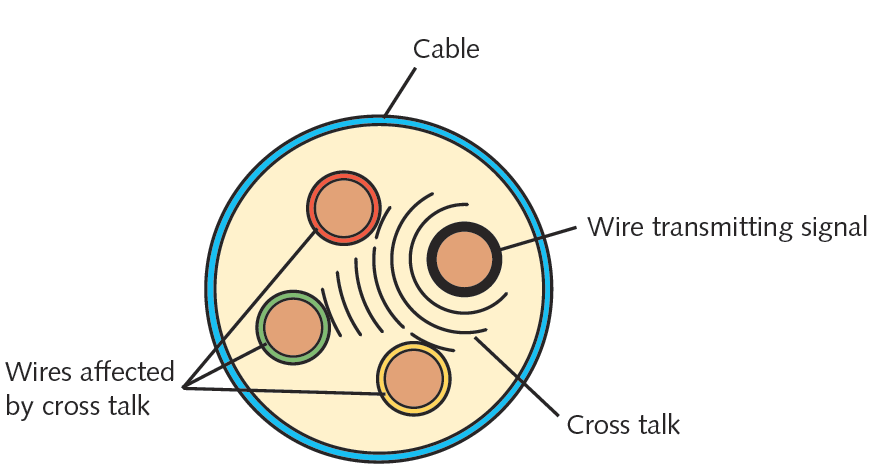 Cable
Wire transmitting signal
Wires affected
by cross talk
Cross talk